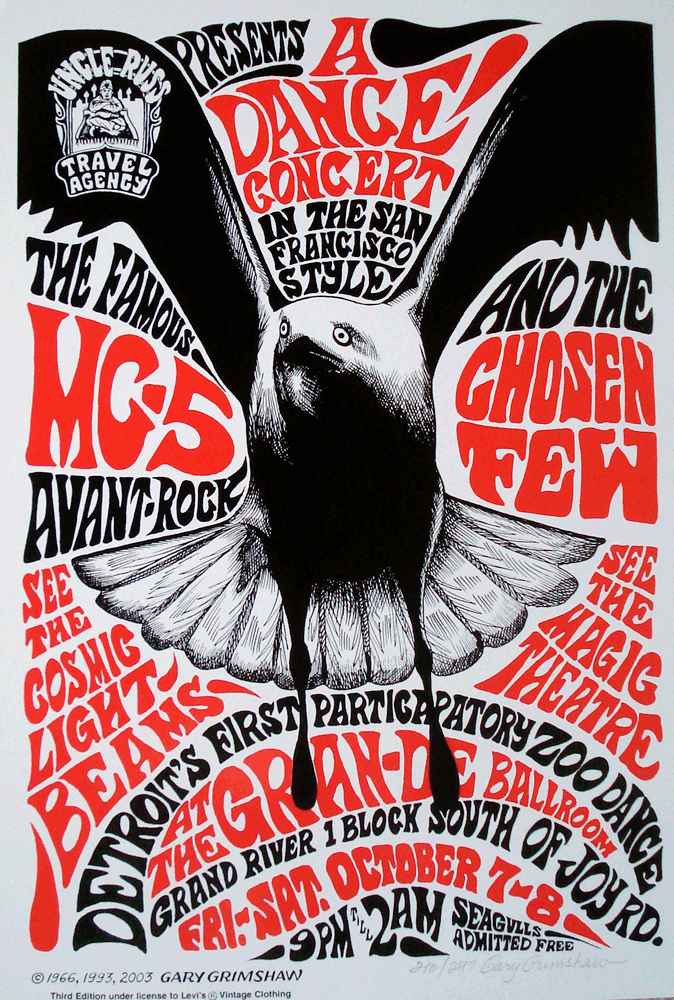 UNCLE RUSS
TRAVEL
AGENCY
PRESENTS
A
DANCE
CONCERT
IN THE SAN
FRANCISCO
STYLE
THE FAMOUS
MC-5
AVANT-ROCK
AND THE
CHOSEN
FEW
SEE
THE
COSMIC
LIGHT-
BEAMS
SEE
THE
MAGIC
THEATRE
DETROIT'S FIRST PARTICAPATORY ZOO DANCE
AT
THE GRAN-DE BALLROOM
GRAND RIVER 1 BLOCK SOUTH OF JOY RD.
FRI.-SAT. OCTOBER 7-8
9PM TILL 2AM
SEAGULLS
ADMITTED FREE
210/297 Gary Grimshaw
© 1966, 1993, 2003 GARY GRIMSHAW
Third Edition under license to Levi's ® Vintage Clothing